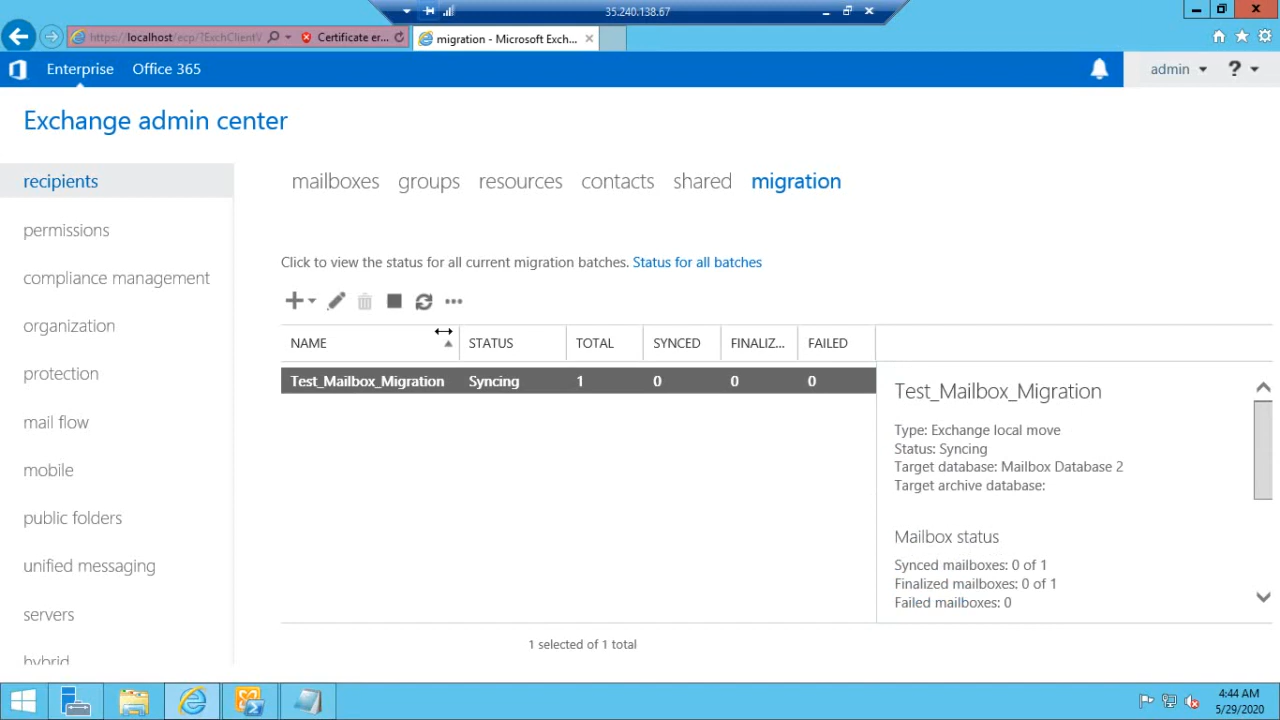 35.240.138.67
https://localhost/ecp/?ExchClientV
Certificate er...
migration - Microsoft Exch...
Enterprise Office 365
admin ?
Exchange admin center
recipients
permissions
compliance management
organization
protection
mail flow
mobile
public folders
unified messaging
servers
hybrid
mailboxes groups resources contacts shared migration
Click to view the status for all current migration batches. Status for all batches
NAME STATUS TOTAL SYNCED FINALIZ... FAILED
Test_Mailbox_Migration Syncing 1 0 0 0
Test_Mailbox_Migration
Type: Exchange local move
Status: Syncing
Target database: Mailbox Database 2
Target archive database:
Mailbox status
Synced mailboxes: 0 of 1
Finalized mailboxes: 0 of 1
Failed mailboxes: 0
1 selected of 1 total
4:44 AM
5/29/2020